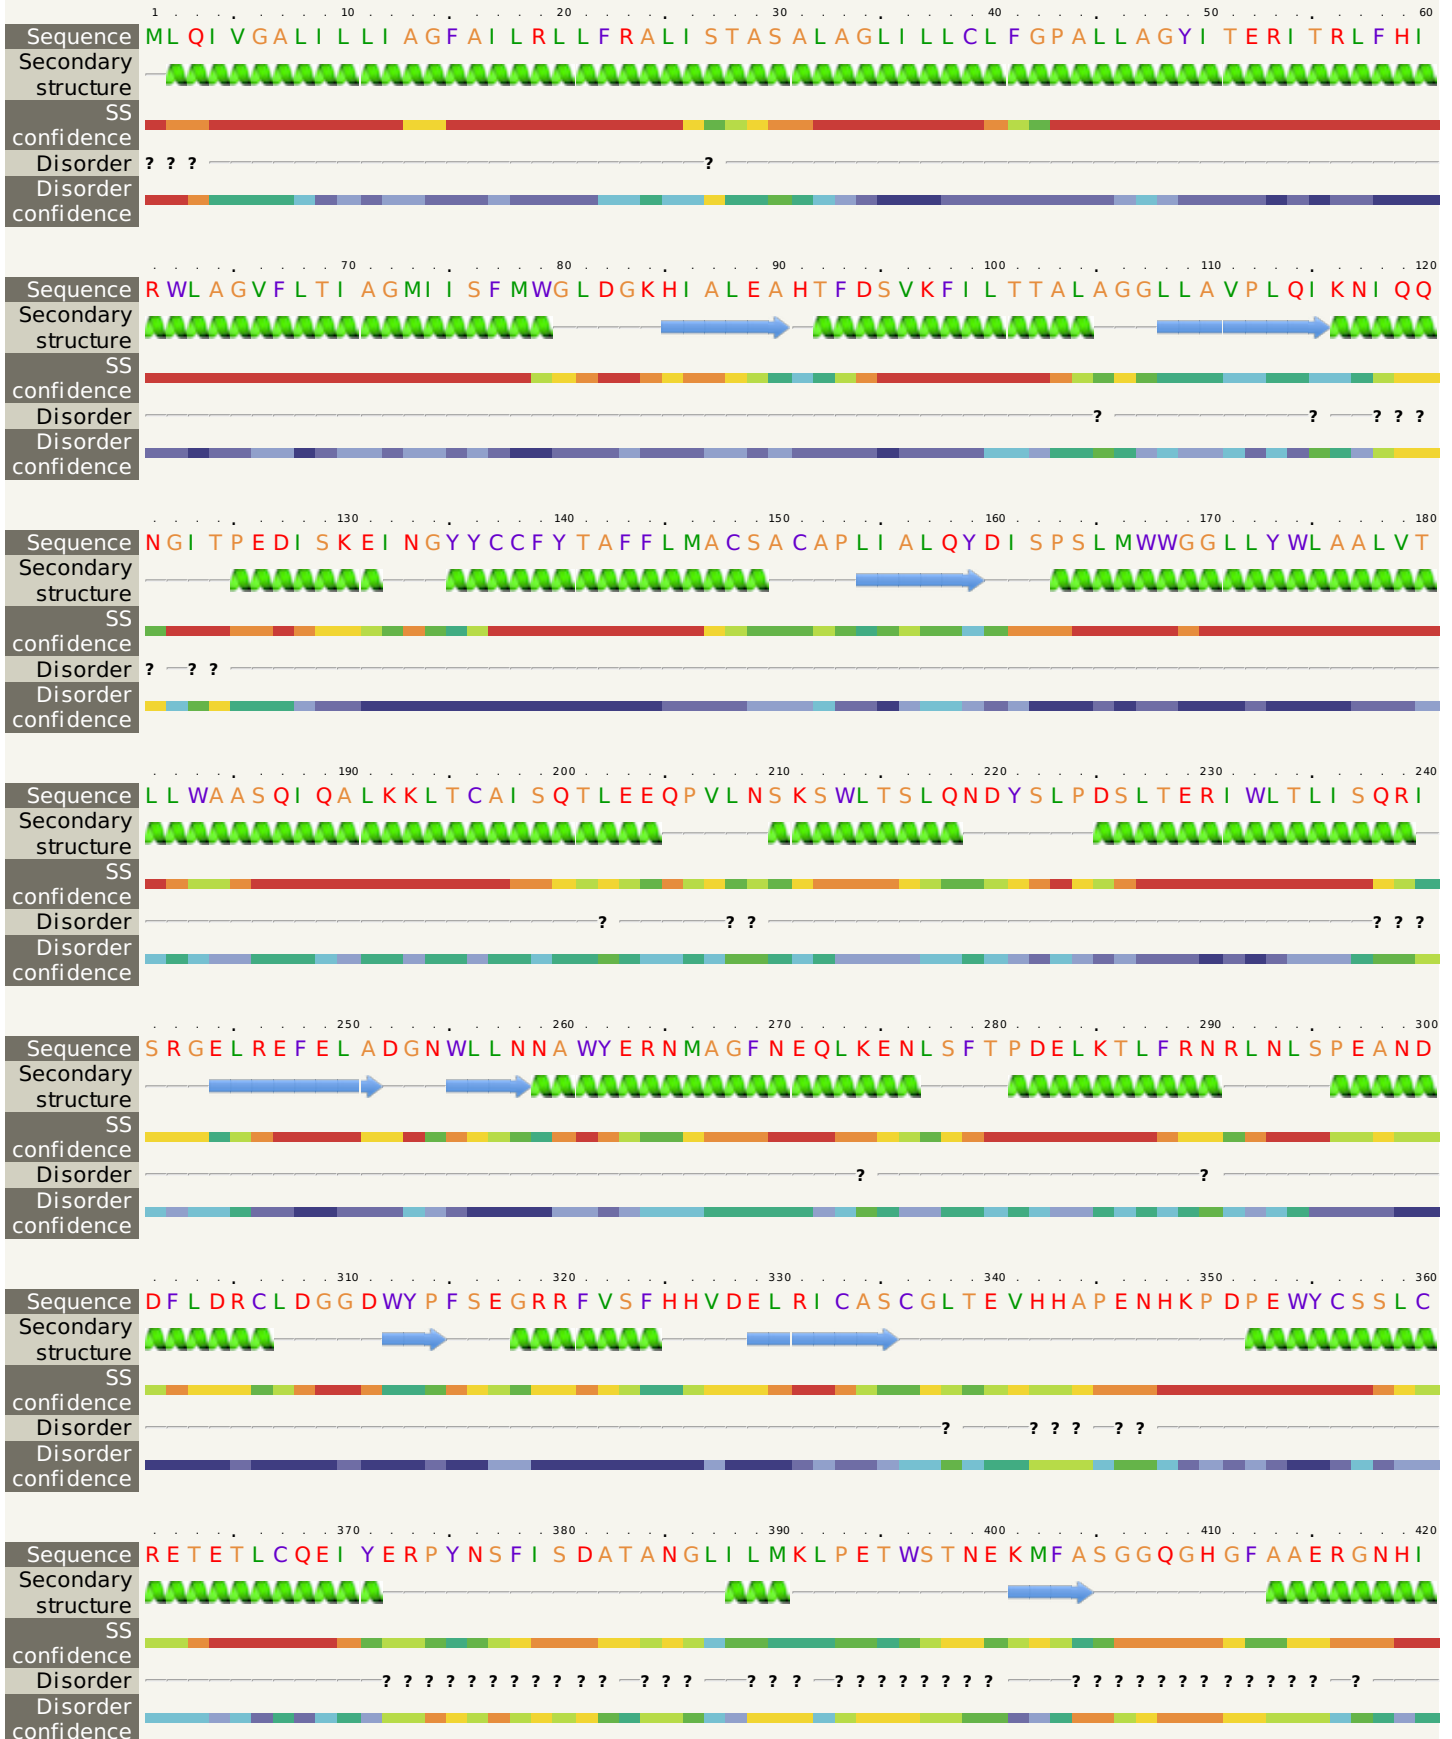 1 10 20 30 40 50 60
Sequence MLQIVGALILLIAGFAILRLLFRALISTASALAGLILLCLFGPALLAGYITERITRLFHI
Secondary
structure
SS
confidence
Disorder ? ? ? ?
Disorder
confidence
70 80 90 100 110 120
Sequence RWLAGVFLTIAGMIISFMWGLDGKHIALEAHTFDSVKFILTTALAGGLLAVPLQIKNIQQ
Secondary
structure
SS
confidence
Disorder ? ? ? ? ?
Disorder
confidence
130 140 150 160 170 180
Sequence NGITPEDISKEINGYYCCFYTAFFLMACSACAPLIALQYDISPSLMWWGGLLYWLAALVT
Secondary
structure
SS
confidence
Disorder ? ? ?
Disorder
confidence
190 200 210 220 230 240
Sequence LLWAASQIQALKKLTCAISQTLEEQPVLNSKSWLTSLQNDYSLPDSLTERIWLTLISQRI
Secondary
structure
SS
confidence
Disorder ? ? ? ? ? ?
Disorder
confidence
250 260 270 280 290 300
Sequence SRGELREFELADGNWLLNNAWYERNMAGFNEQLKENLSFTPDELKTLFRNRLNLSPEAND
Secondary
structure
SS
confidence
Disorder ? ?
Disorder
confidence
310 320 330 340 350 360
Sequence DFLDRCLDGGDWYPFSEGRRFVSFHHVDELRICASCGLTEVHHAPENHKPDPEWYCSSLC
Secondary
structure
SS
confidence
Disorder ? ? ? ? ? ?
Disorder
confidence
370 380 390 400 410 420
Sequence RETETLCQEIYERPYNSFISDATANGLILMKLPETWSTNEKMFASGGQGHGFAAERGNHI
Secondary
structure
SS
confidence
Disorder ? ? ? ? ? ? ? ? ? ? ? ? ? ? ? ? ? ? ? ? ? ? ? ? ? ? ? ? ? ? ? ? ? ? ? ?
Disorder
confidence